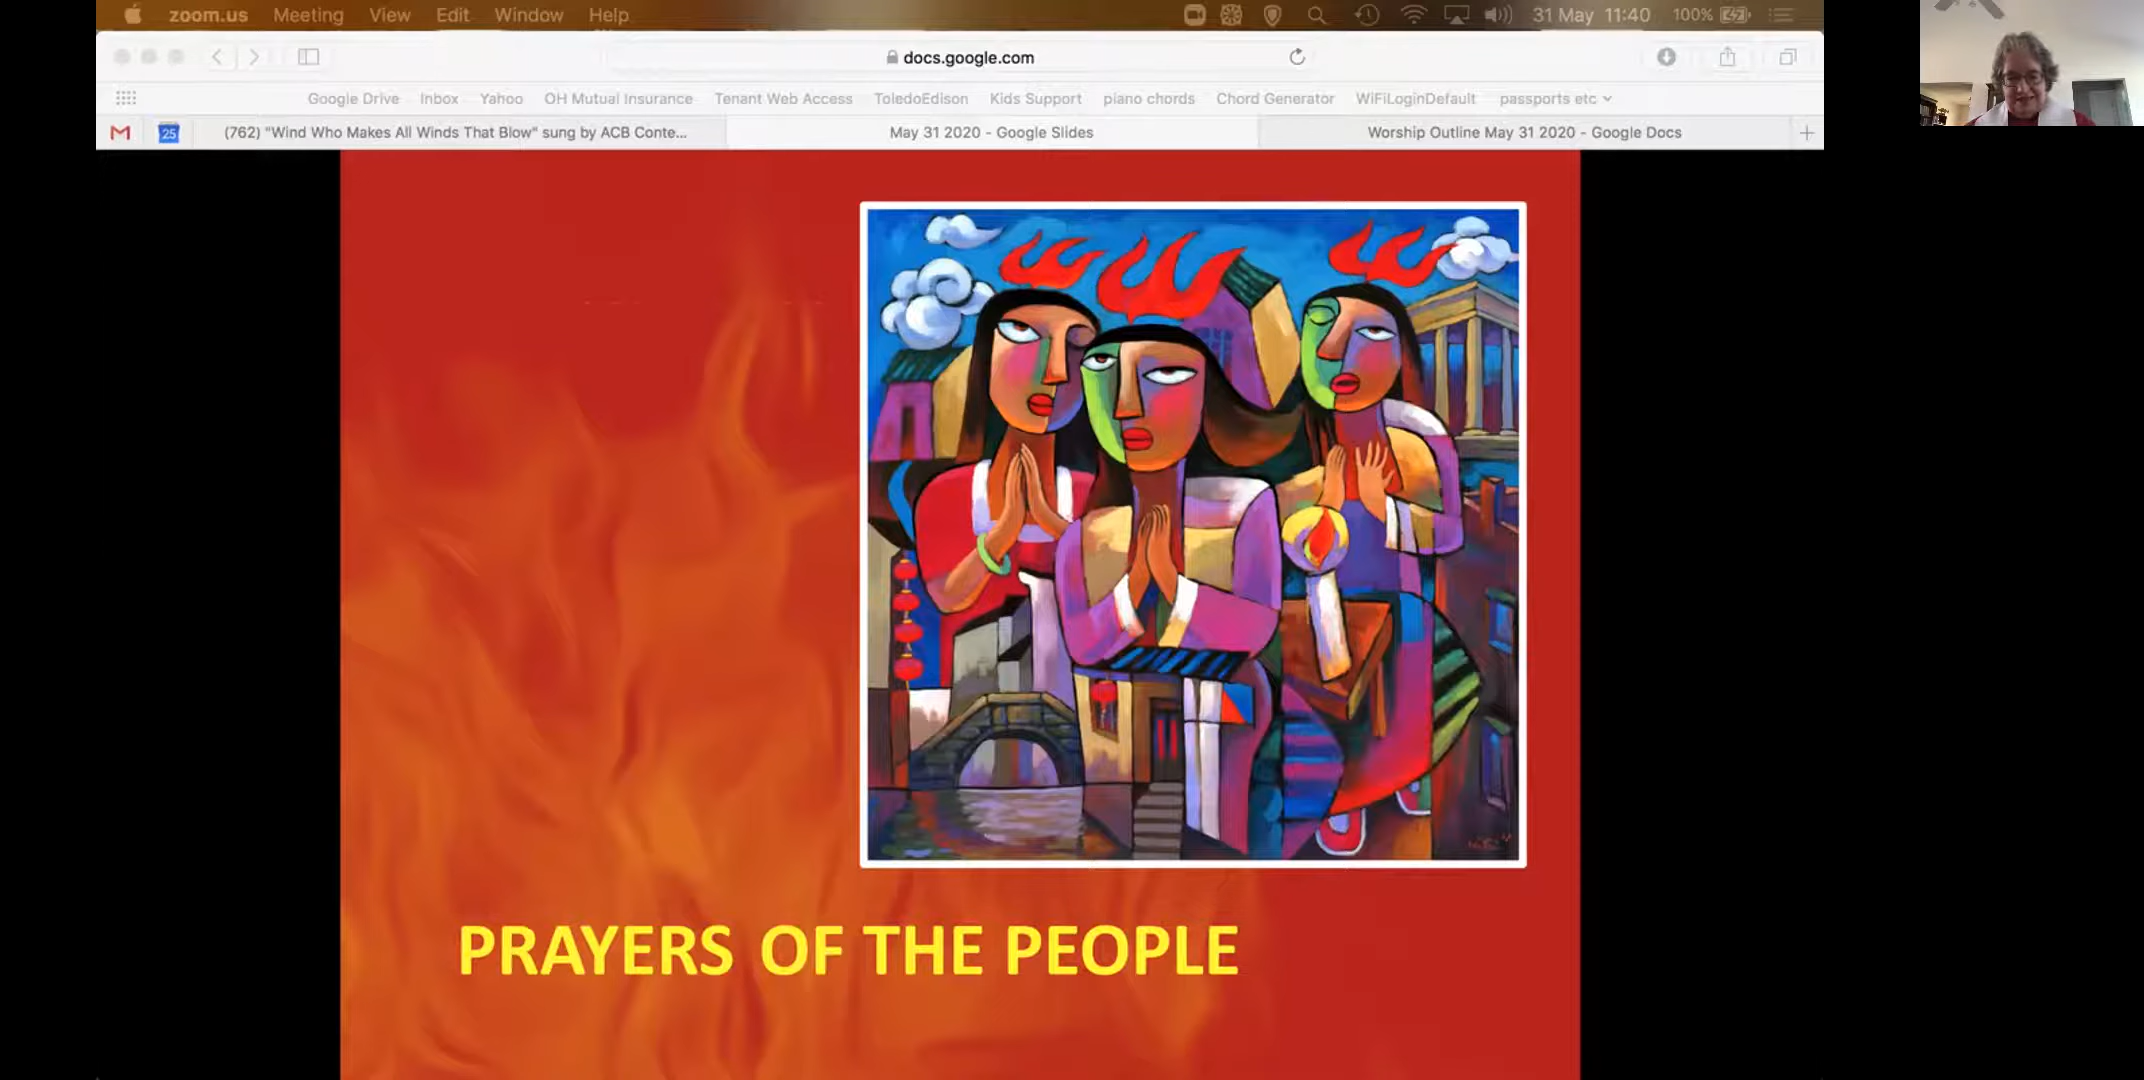 zoom.us Meeting View Edit Window Help 31 May 11:40 100%
docs.google.com
Google Drive Inbox Yahoo OH Mutual Insurance Tenant Web Access ToledoEdison Kids Support piano chords Chord Generator WiFiLoginDefault passports etc
25 (762) "Wind Who Makes All Winds That Blow" sung by ACB Conte... May 31 2020 - Google Slides Worship Outline May 31 2020 - Google Docs
PRAYERS OF THE PEOPLE